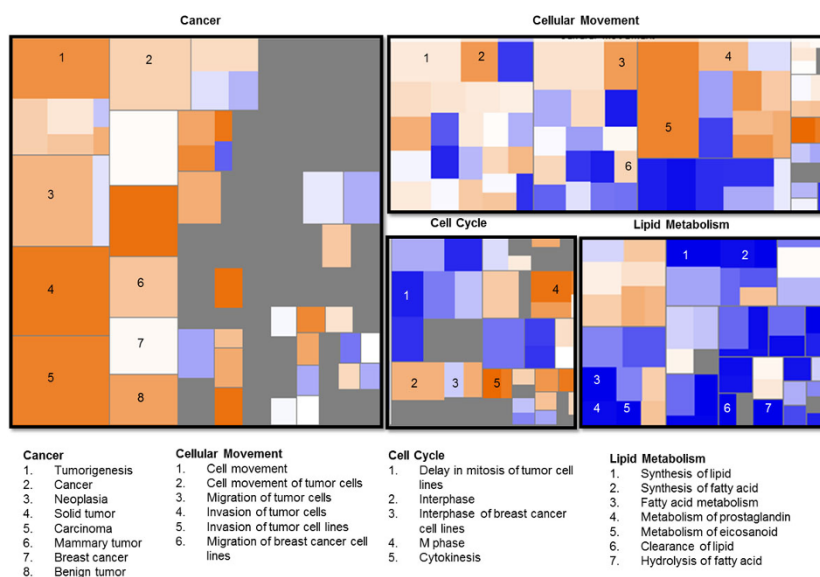 Cancer
Cellular Movement
1
2
3
4
5
6
7
8
1
2
3
4
5
6
Cell Cycle
Lipid Metabolism
1
4
2
3
5
1
2
3
4
5
6
7
Cancer
1. Tumorigenesis
2. Cancer
3. Neoplasia
4. Solid tumor
5. Carcinoma
6. Mammary tumor
7. Breast cancer
8. Benign tumor
Cellular Movement
1. Cell movement
2. Cell movement of tumor cells
3. Migration of tumor cells
4. Invasion of tumor cells
5. Invasion of tumor cell lines
6. Migration of breast cancer cell
lines
Cell Cycle
1. Delay in mitosis of tumor cell
lines
2. Interphase
3. Interphase of breast cancer
cell lines
4. M phase
5. Cytokinesis
Lipid Metabolism
1. Synthesis of lipid
2. Synthesis of fatty acid
3. Fatty acid metabolism
4. Metabolism of prostaglandin
5. Metabolism of eicosanoid
6. Clearance of lipid
7. Hydrolysis of fatty acid